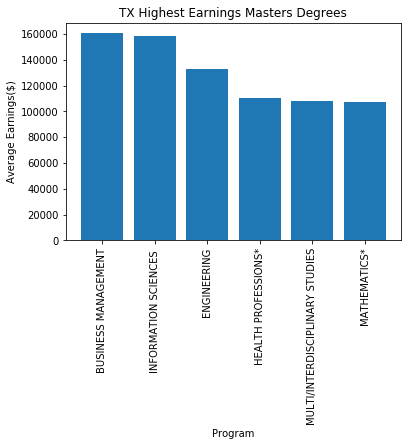 TX Highest Earnings Masters Degrees
Average Earnings($)
160000
140000
120000
100000
80000
60000
40000
20000
0
BUSINESS MANAGEMENT
INFORMATION SCIENCES
ENGINEERING
HEALTH PROFESSIONS*
MULTI/INTERDISCIPLINARY STUDIES
MATHEMATICS*
Program